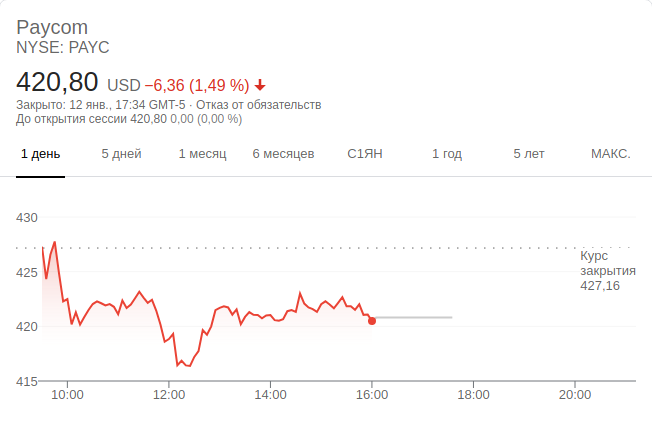 Paycom
NYSE: PAYC
420,80 USD −6,36 (1,49 %)
Закрыто: 12 янв., 17:34 GMT-5 · Отказ от обязательств
До открытия сессии 420,80 0,00 (0,00 %)
1 день 5 дней 1 месяц 6 месяцев С1ЯН 1 год 5 лет МАКС.
430
Курс
закрытия
427,16
425
420
415
10:00 12:00 14:00 16:00 18:00 20:00